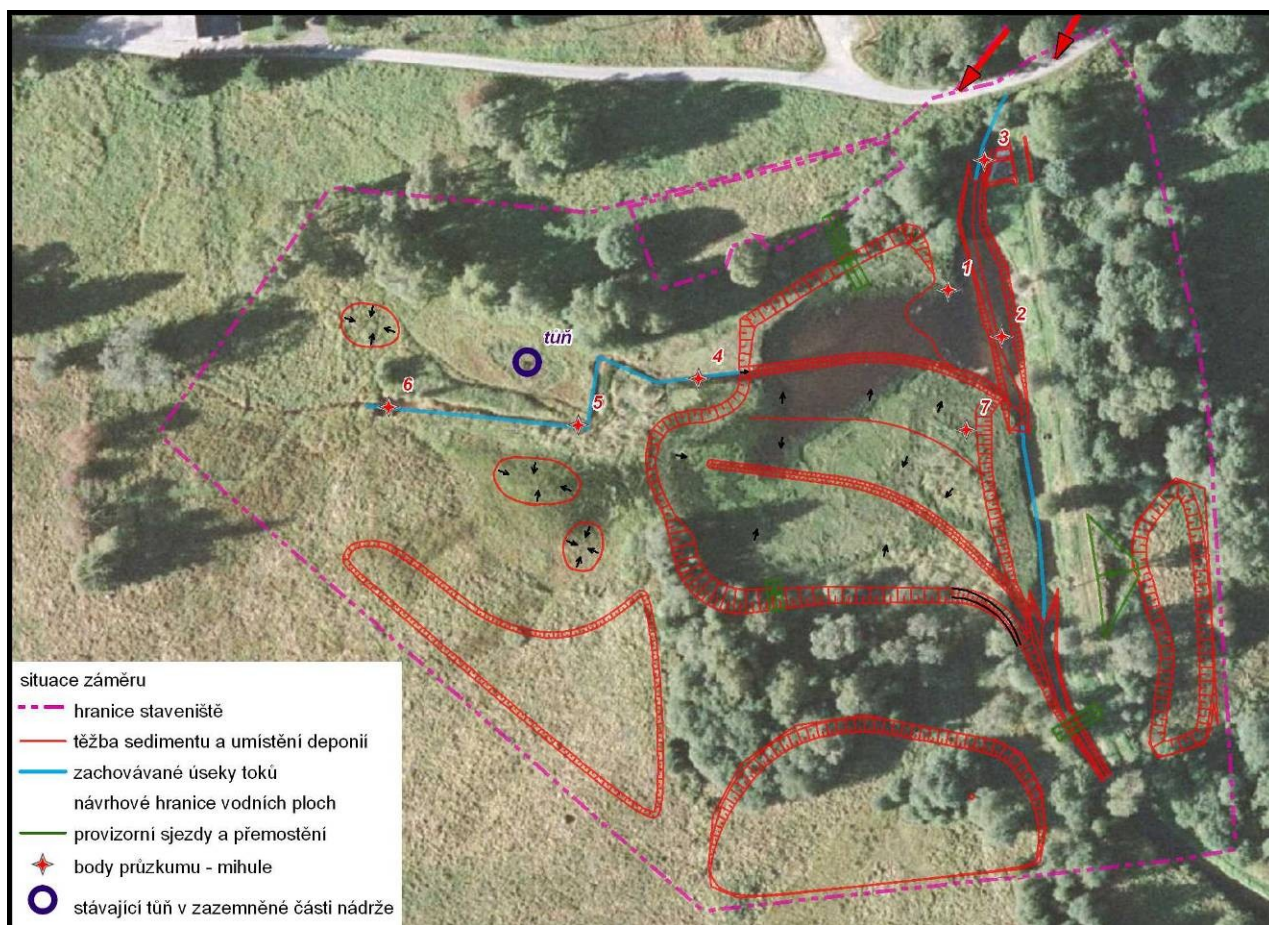 3
1
2
tůň
4
6
5
7
situace záměru
hranice staveniště
těžba sedimentu a umístění deponií
zachovávané úseky toků
návrhové hranice vodních ploch
provizorní sjezdy a přemostění
body průzkumu - mihule
stávající tůň v zazemněné části nádrže